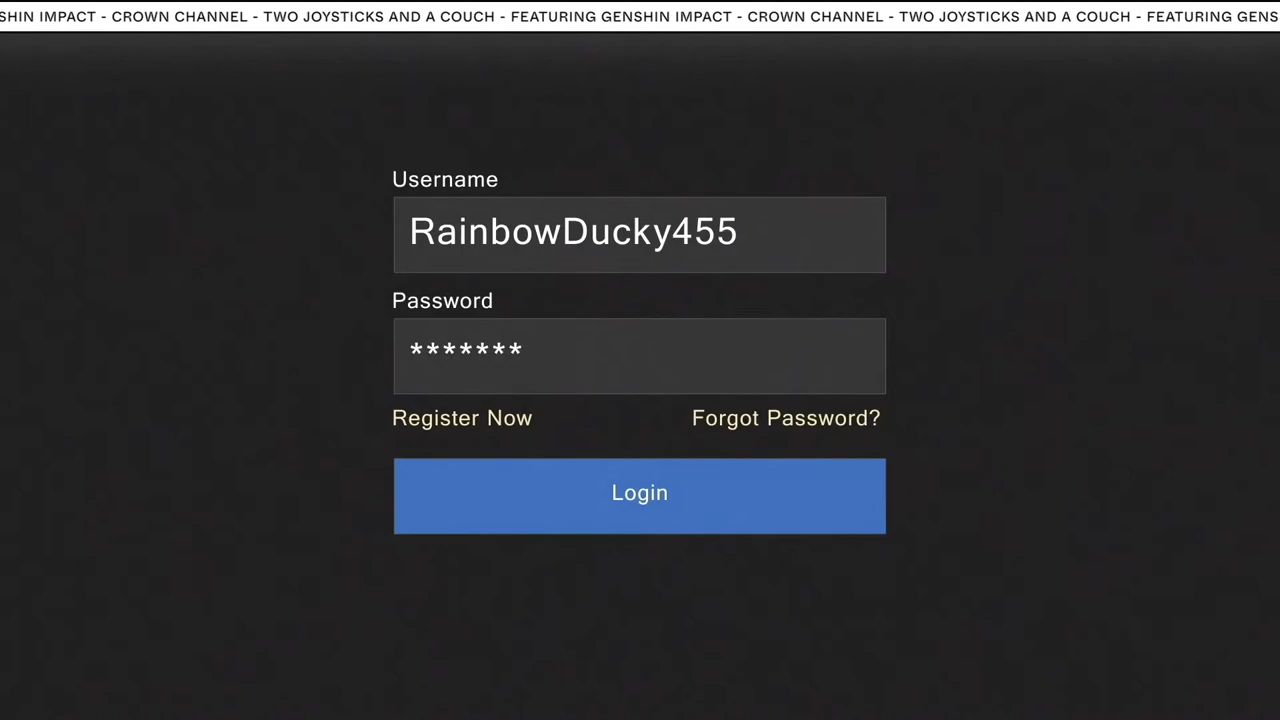 SHIN IMPACT - CROWN CHANNEL - TWO JOYSTICKS AND A COUCH - FEATURING GENSHIN IMPACT - CROWN CHANNEL - TWO JOYSTICKS AND A COUCH - FEATURING GENS
Username
RainbowDucky455
Password
*******
Register Now Forgot Password?
Login